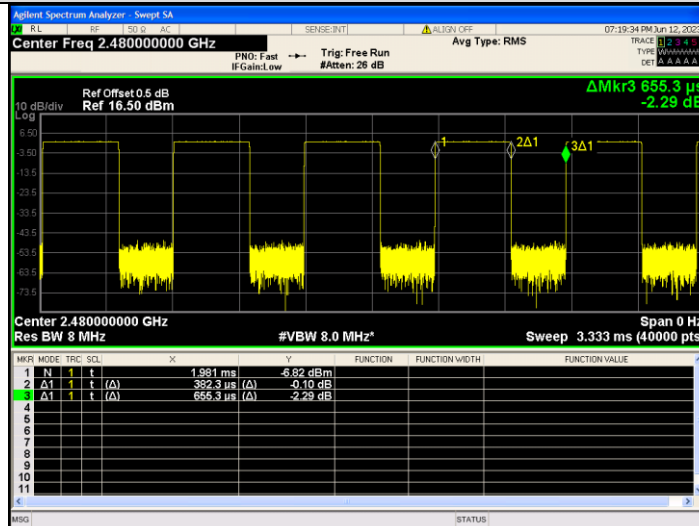 Agilent Spectrum Analyzer - Swept SA
RL RF 50 Ω AC SENSE:INT ALIGN OFF 07:19:34 PM Jun 12, 2023
Center Freq 2.480000000 GHz Avg Type: RMS TRACE 1 2 3 4 5
PNO: Fast Trig: Free Run TYPE
IFGain:Low #Atten: 26 dB DET A A A A A
ΔMkr3 655.3 µs
Ref Offset 0.5 dB
10 dB/div Ref 16.50 dBm -2.29 dB
Log
6.50
1 2Δ1 3Δ1
-3.50
-13.5
-23.5
-33.5
-43.5
-53.5
-63.5
-73.5
Center 2.480000000 GHz Span 0 Hz
Res BW 8 MHz #VBW 8.0 MHz* Sweep 3.333 ms (40000 pts
MKR MODE TRC SCL X Y FUNCTION FUNCTION WIDTH FUNCTION VALUE
1 N 1 t 1.981 ms -6.82 dBm
2 Δ1 1 t (Δ) 382.3 µs (Δ) -0.10 dB
3 Δ1 1 t (Δ) 655.3 µs (Δ) -2.29 dB
4
5
6
7
8
9
10
11
MSG STATUS